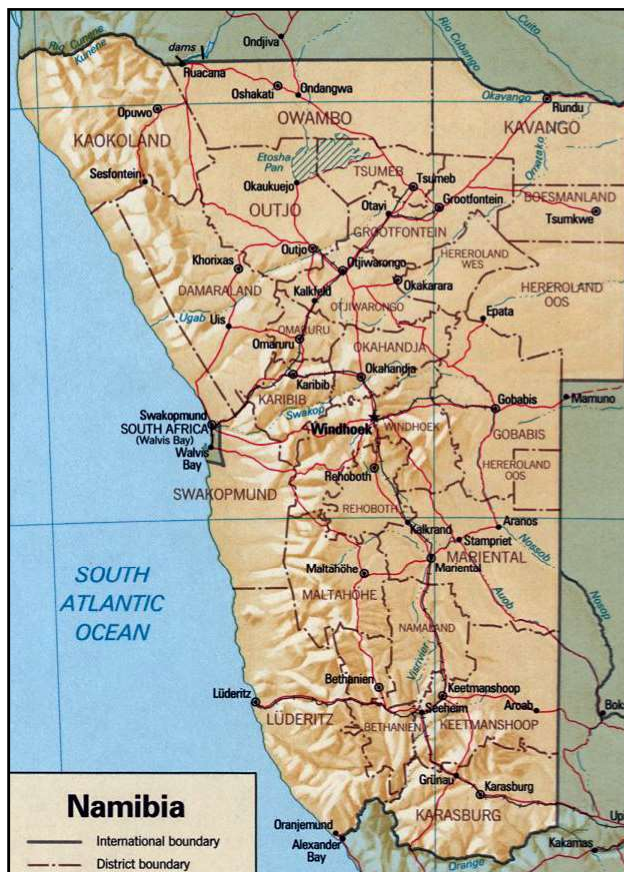 Ondjiva
Rio Cubango
Cuito
Rio Cunene
Kunene
dams
Ruacana
Oshakati
Ondangwa
Okavango
Rundu
Opuwo
OWAMBO
KAVANGO
KAOKOLAND
Omatako
Etosha
Pan
TSUMEB
Sesfontein
Okaukuejo
Tsumeb
BOESMANLAND
Otavi
Grootfontein
Tsumkwe
OUTJO
GROOTFONTEIN
Outjo
Khorixas
Otjiwarongo
HEREROLAND
WES
Okakarara
HEREROLAND
OOS
DAMARALAND
Kalkfeld
OTJIWARONGO
Ugab
Uis
Epata
OMARURU
Omaruru
OKAHANDJA
Karibib
Okahandja
KARIBIB
Gobabis
Mamuno
Swakopmund
Swakop
SOUTH AFRICA
(Walvis Bay)
Windhoek
WINDHOEK
GOBABIS
Walvis
Bay
Rehoboth
HEREROLAND
OOS
SWAKOPMUND
REHOBOTH
Kalkrand
Aranos
Stampriet
Nossob
SOUTH
ATLANTIC
OCEAN
Maltahöhe
Mariental
MARIENTAL
MALTAHÖHE
Auob
Nosop
NAMALAND
Visrivier
Bethanien
Keetmanshoop
Lüderitz
Seeheim
Aroab
Boks
LÜDERITZ
BETHANIEN
KEETMANSHOOP
Grünau
Karasburg
Namibia
KARASBURG
Upi
Oranjemund
Alexander
Bay
Kakamas
Orange
International boundary
District boundary